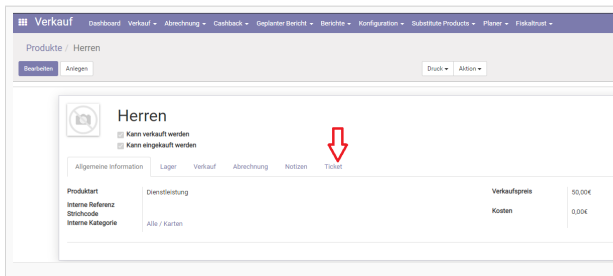 Verkauf Dashboard Verkauf Abrechnung Cashback Geplanter Bericht Berichte Konfiguration Substitute Products Planer Fiskaltrust
Produkte / Herren
Bearbeiten Anlegen Druck Aktion
Herren
Kann verkauft werden
Kann eingekauft werden
Allgemeine Information Lager Verkauf Abrechnung Notizen Ticket
Produktart Dienstleistung Verkaufspreis 50,00€
Interne Referenz
Strichcode Kosten 0,00€
Interne Kategorie Alle / Karten